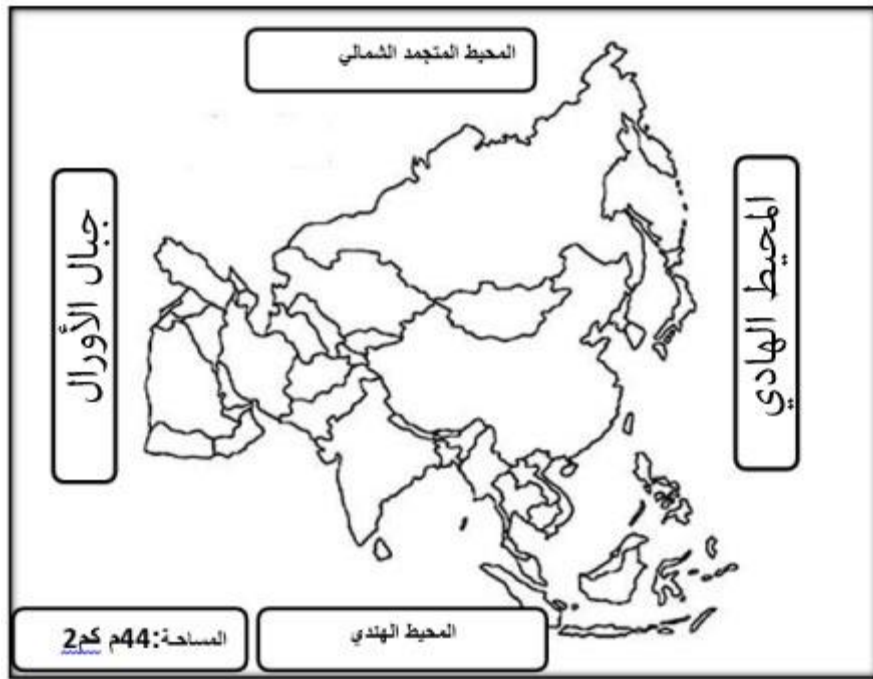 المحيط المتجمد الشمالي
المحيط الهادي
جبال الأورال
المحيط الهندي
المساحة:44م كم2